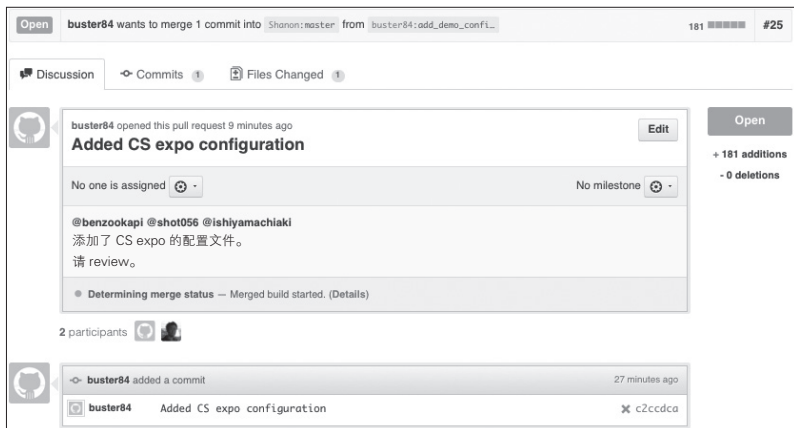 Open buster84 wants to merge 1 commit into Shanon:master from buster84:add_demo_confi… 181 #25
Discussion Commits 1 Files Changed 1
buster84 opened this pull request 9 minutes ago
Added CS expo configuration
Edit
Open
+ 181 additions
- 0 deletions
No one is assigned
No milestone
@benzookapi @shot056 @ishiyamachiaki
添加了 CS expo 的配置文件。
请 review。
Determining merge status — Merged build started. (Details)
2 participants
buster84 added a commit 27 minutes ago
buster84 Added CS expo configuration c2ccdca